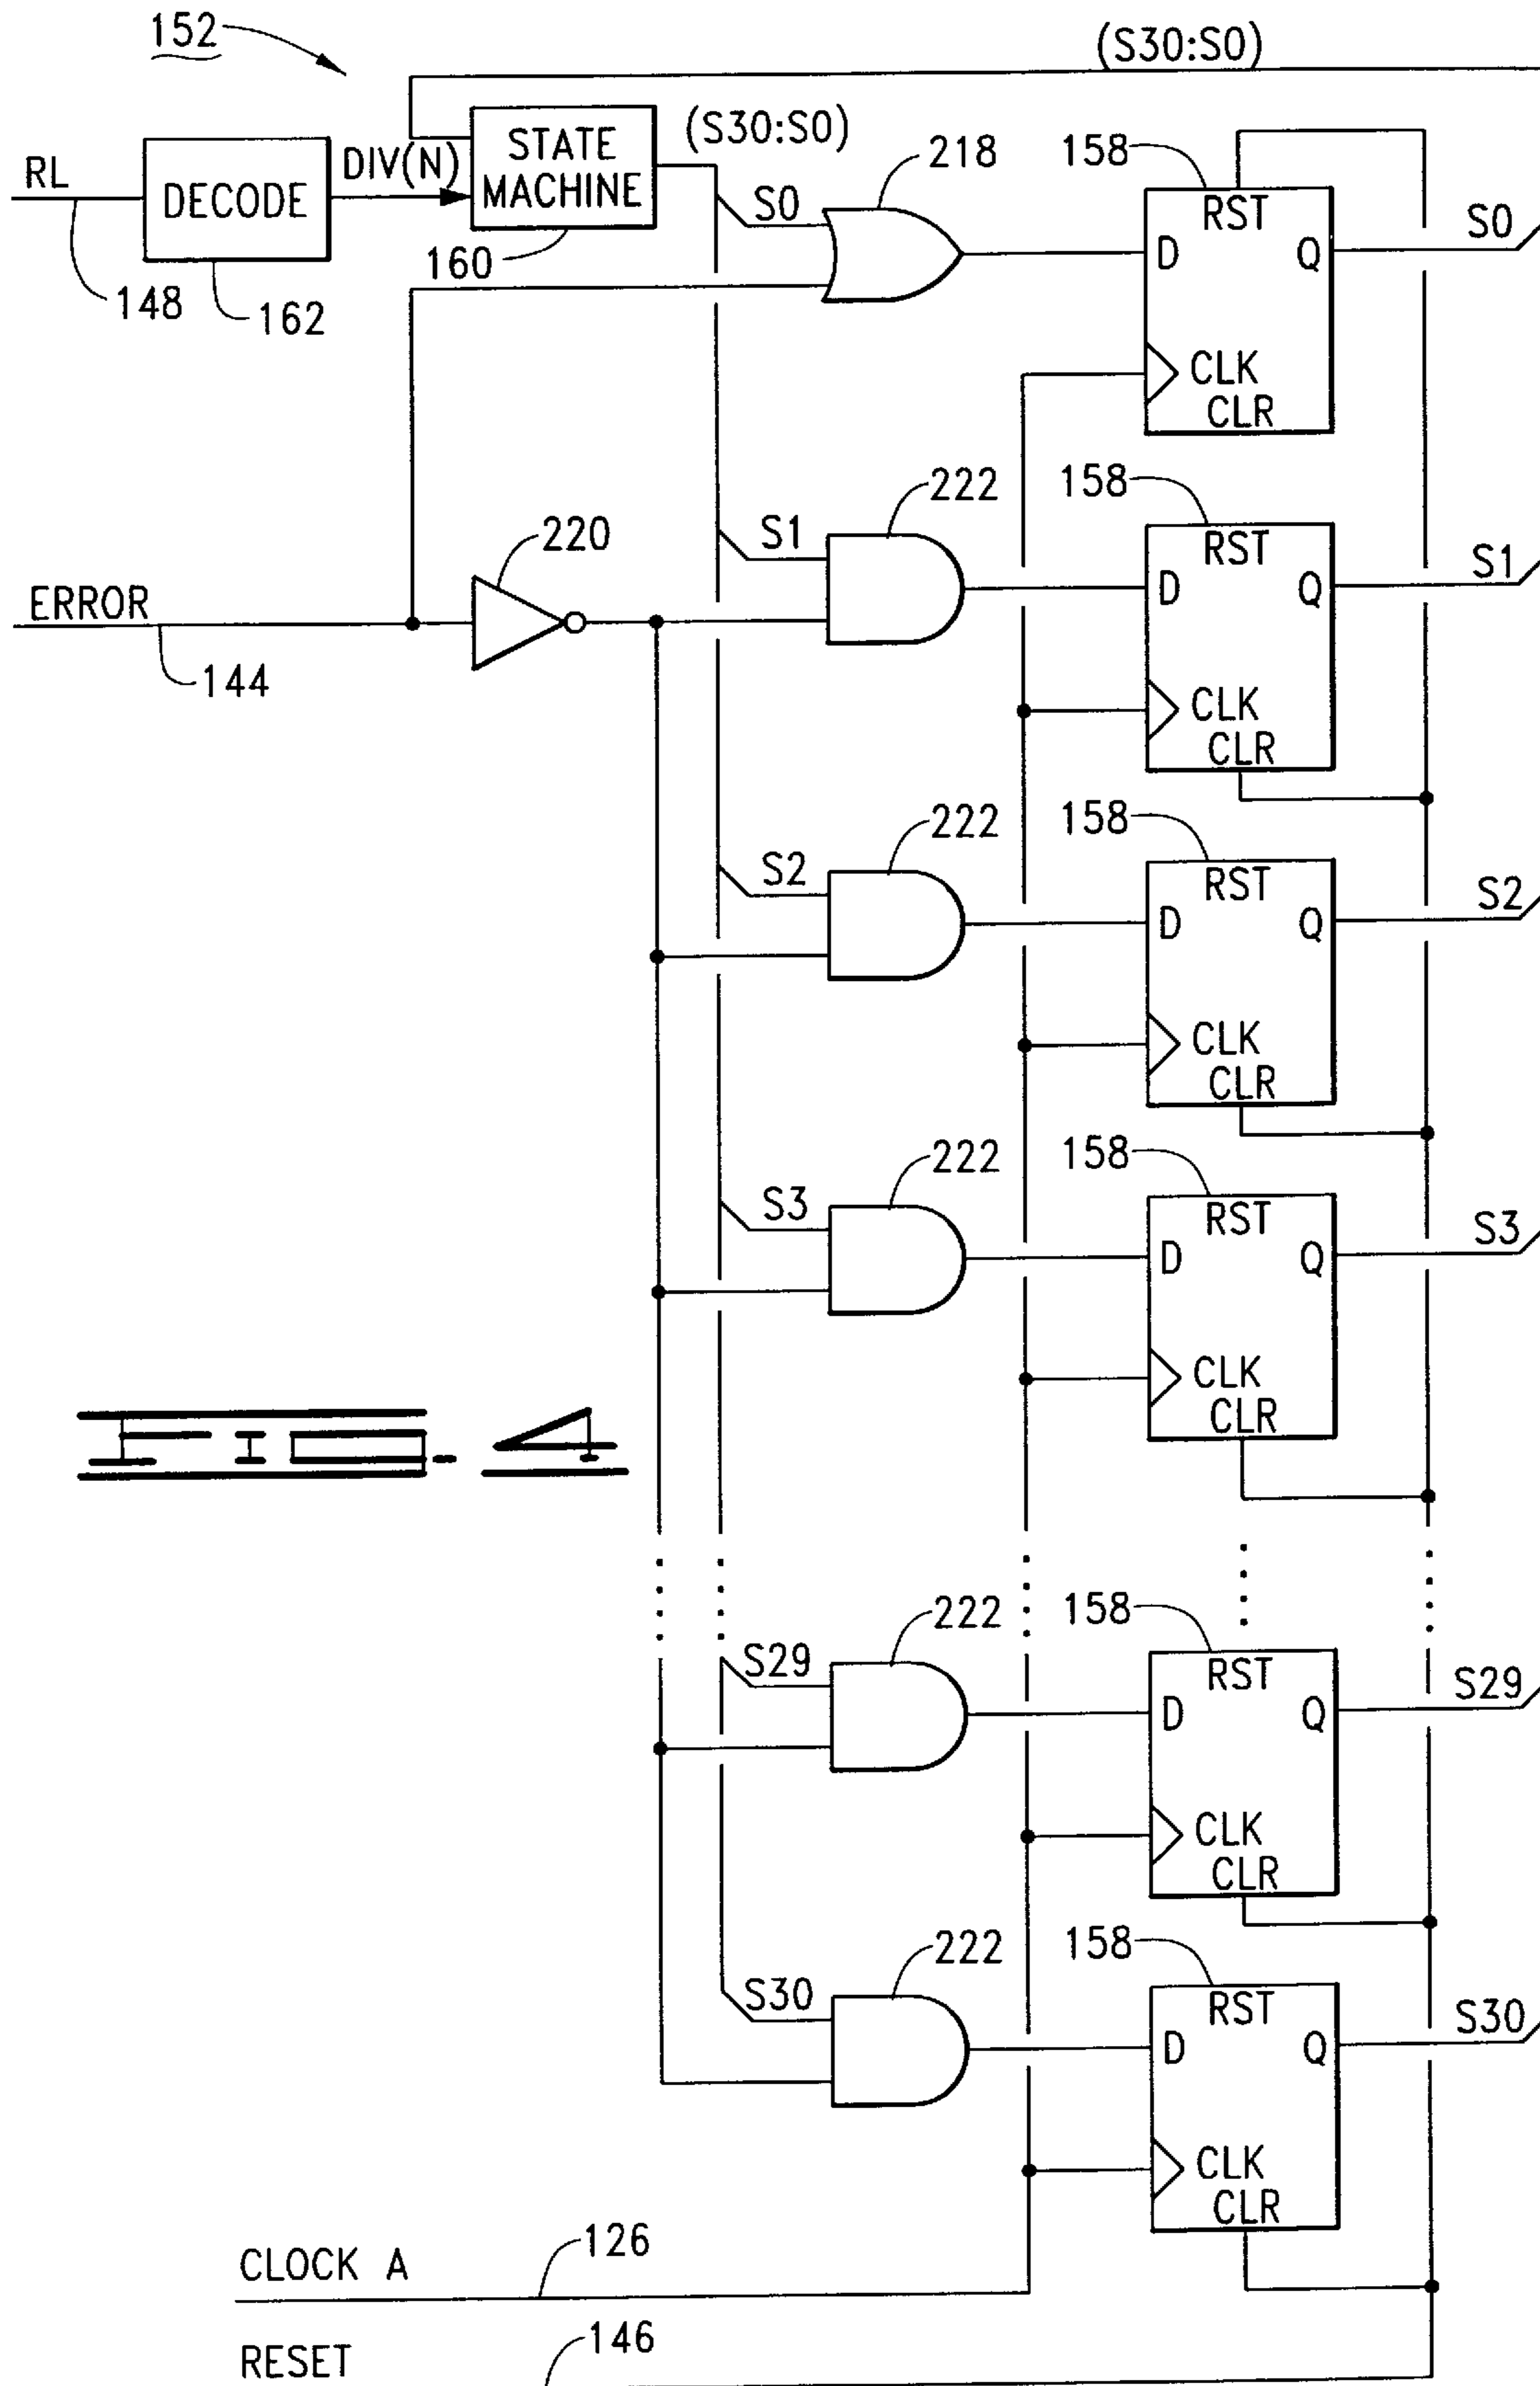 152
(S30:S0)
RL
DECODE
DIV(N)
STATE
MACHINE
(S30:S0)
148
162
160
S0
218
158
RST
D
Q
CLK
CLR
S0
ERROR
144
220
S1
222
158
RST
D
Q
CLK
CLR
S1
S2
222
158
RST
D
Q
CLK
CLR
S2
S3
222
158
RST
D
Q
CLK
CLR
S3
FIG. 4
S29
222
158
RST
D
Q
CLK
CLR
S29
S30
222
158
RST
D
Q
CLK
CLR
S30
CLOCK A
126
RESET
146